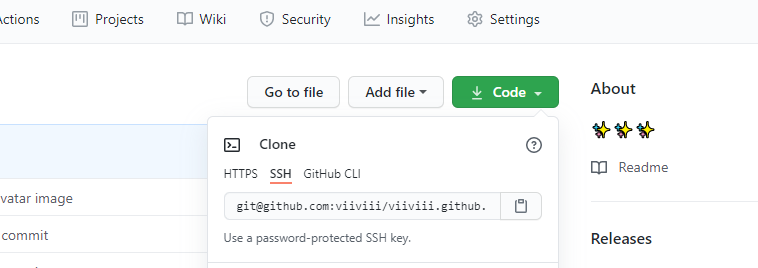 Actions Projects Wiki Security Insights Settings
Go to file Add file Code About
Clone
HTTPS SSH GitHub CLI Readme
vatar image git@github.com:viiviii/viiviii.github.
commit Use a password-protected SSH key. Releases